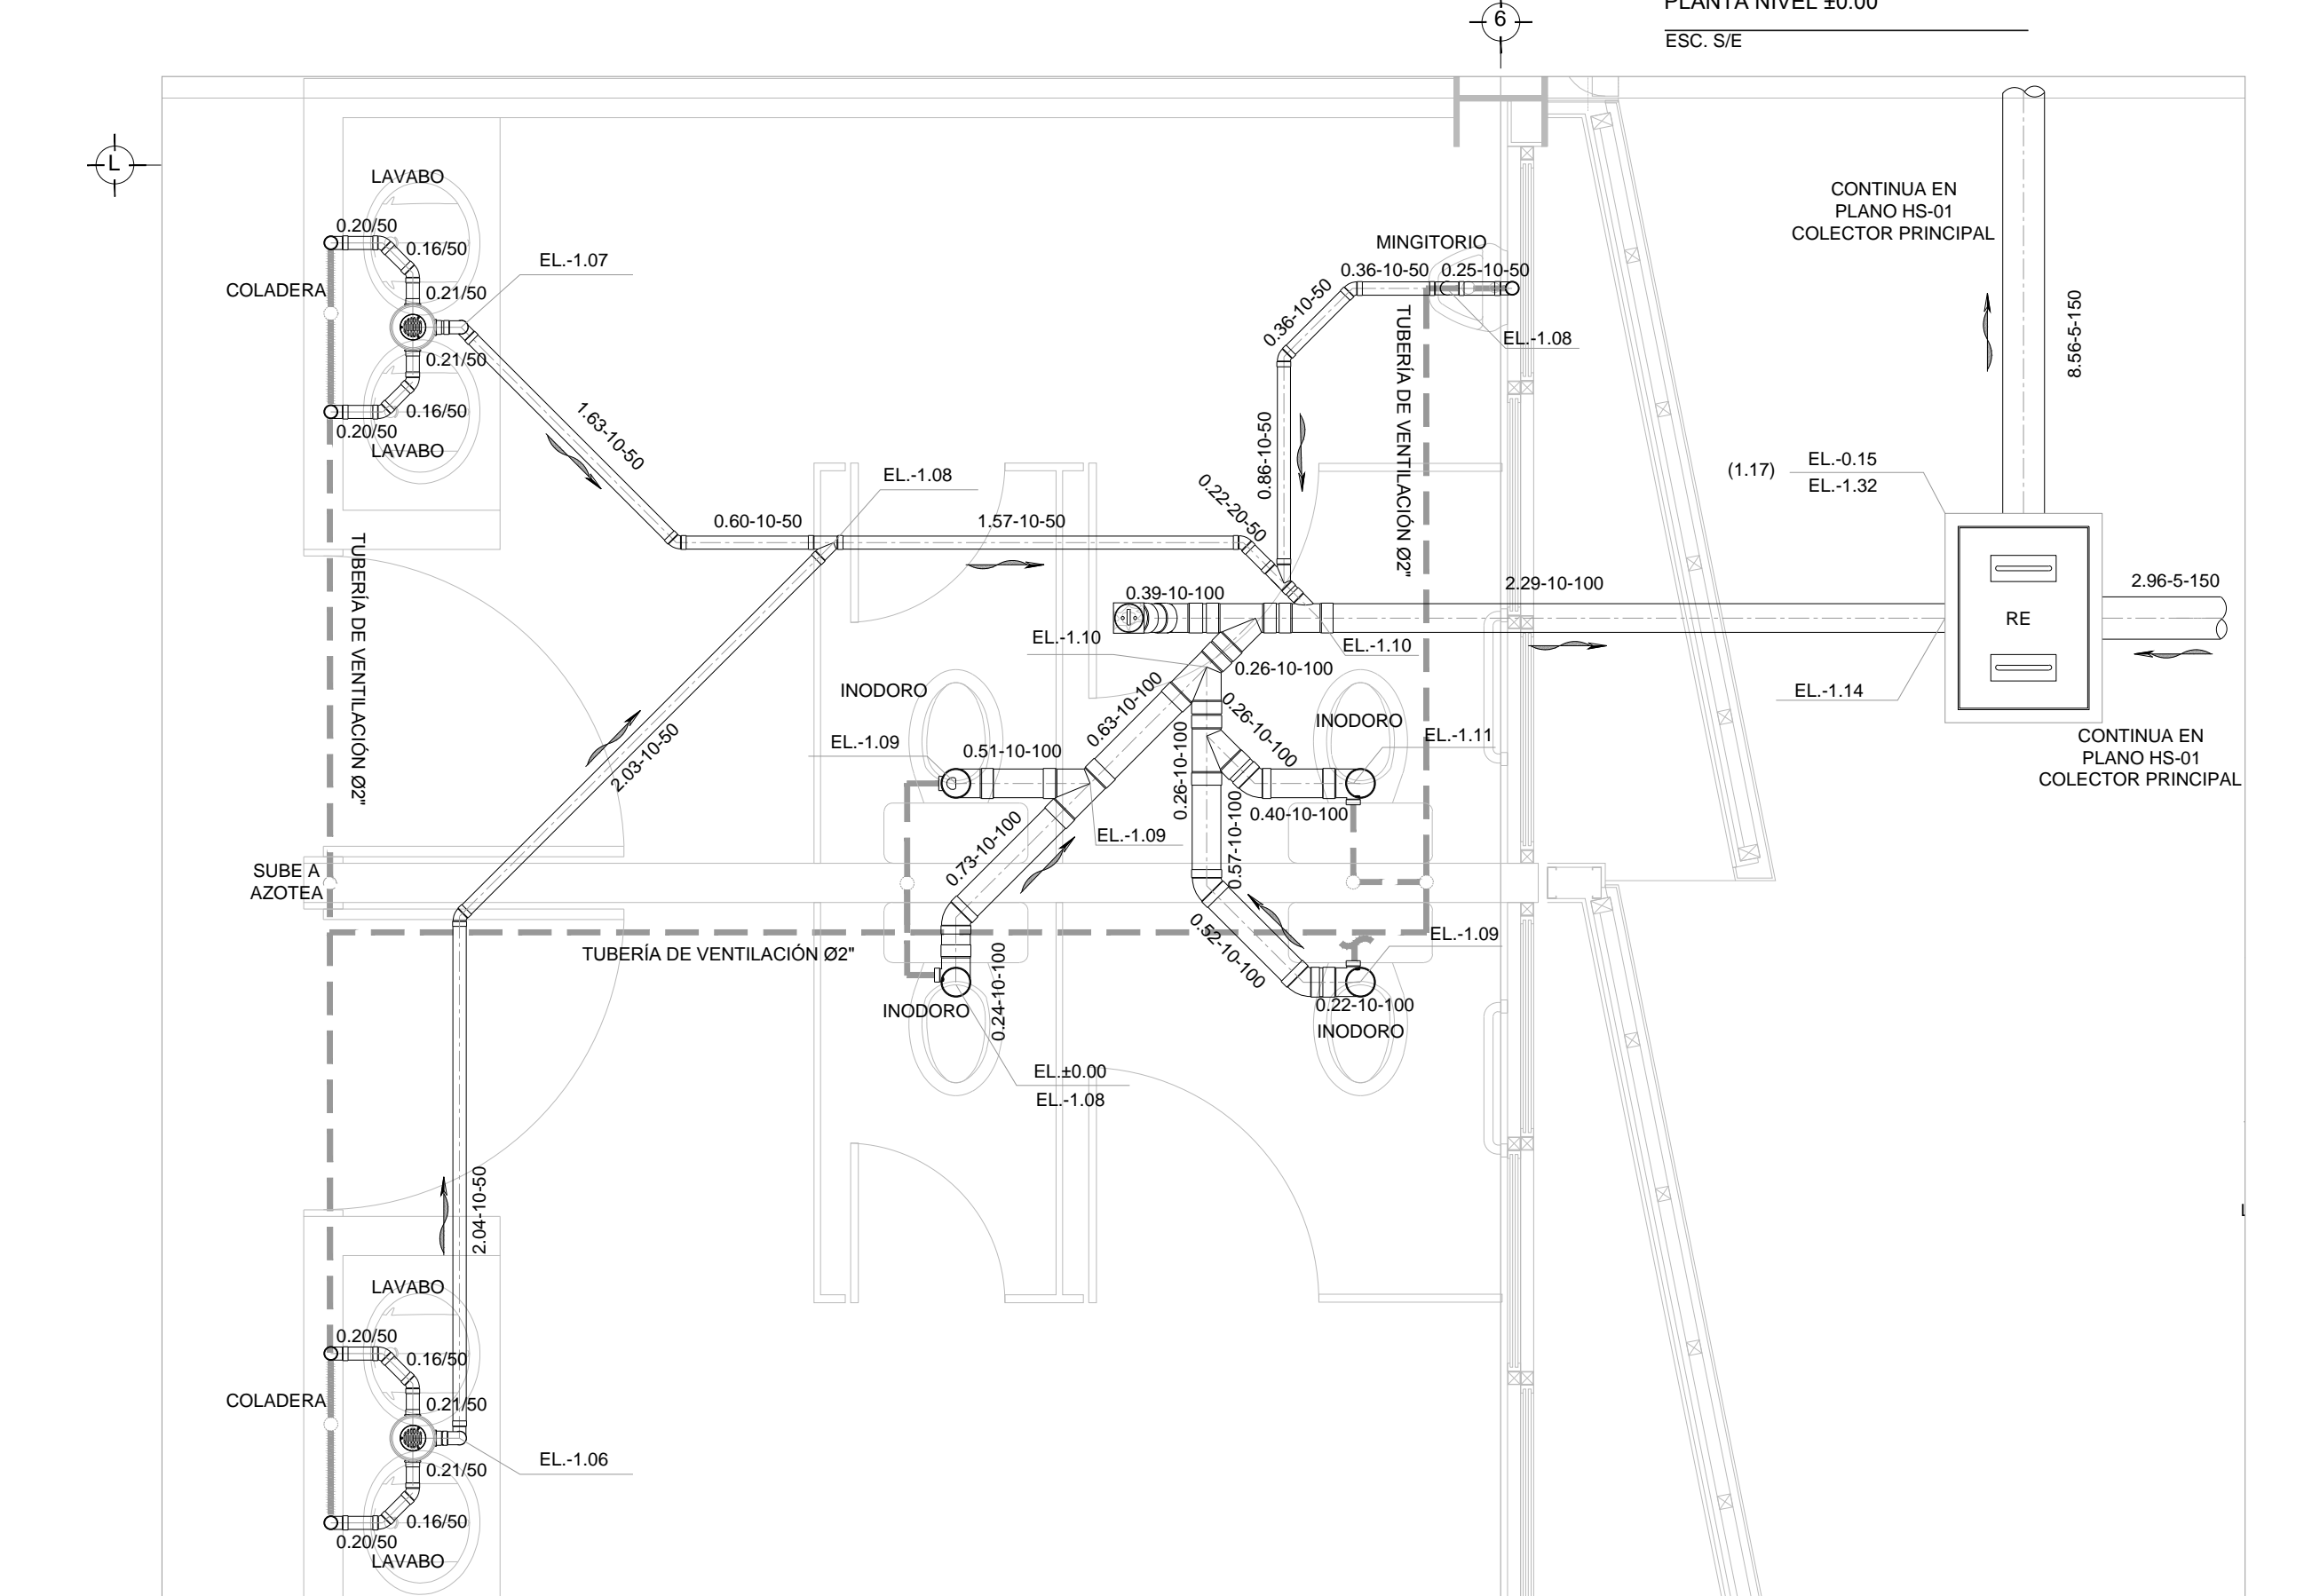 PLANTA NIVEL ±0.00
ESC. S/E
6
L
LAVABO
0.20/50
0.16/50
COLADERA
0.21/50
EL.-1.07
0.21/50
0.16/50
0.20/50
LAVABO
1.63-10-50
0.60-10-50
EL.-1.08
1.57-10-50
TUBERÍA DE VENTILACIÓN Ø2"
MINGITORIO
0.36-10-50
0.25-10-50
0.36-10-50
EL.-1.08
TUBERÍA DE VENTILACIÓN Ø2"
0.86-10-50
0.22-20-50
CONTINUA EN
PLANO HS-01
COLECTOR PRINCIPAL
8.56-5-150
(1.17)
EL.-0.15
EL.-1.32
0.39-10-100
2.29-10-100
2.96-5-150
RE
EL.-1.10
EL.-1.10
0.26-10-100
EL.-1.14
CONTINUA EN
PLANO HS-01
COLECTOR PRINCIPAL
INODORO
0.63-10-100
0.26-10-100
INODORO
EL.-1.09
0.51-10-100
0.26-10-100
EL.-1.11
2.03-10-50
0.40-10-100
EL.-1.09
0.73-10-100
0.57-10-100
SUBE A
AZOTEA
TUBERÍA DE VENTILACIÓN Ø2"
0.52-10-100
EL.-1.09
INODORO
0.24-10-100
0.22-10-100
INODORO
EL.±0.00
EL.-1.08
2.04-10-50
LAVABO
0.20/50
0.16/50
COLADERA
0.21/50
EL.-1.06
0.21/50
0.16/50
0.20/50
LAVABO